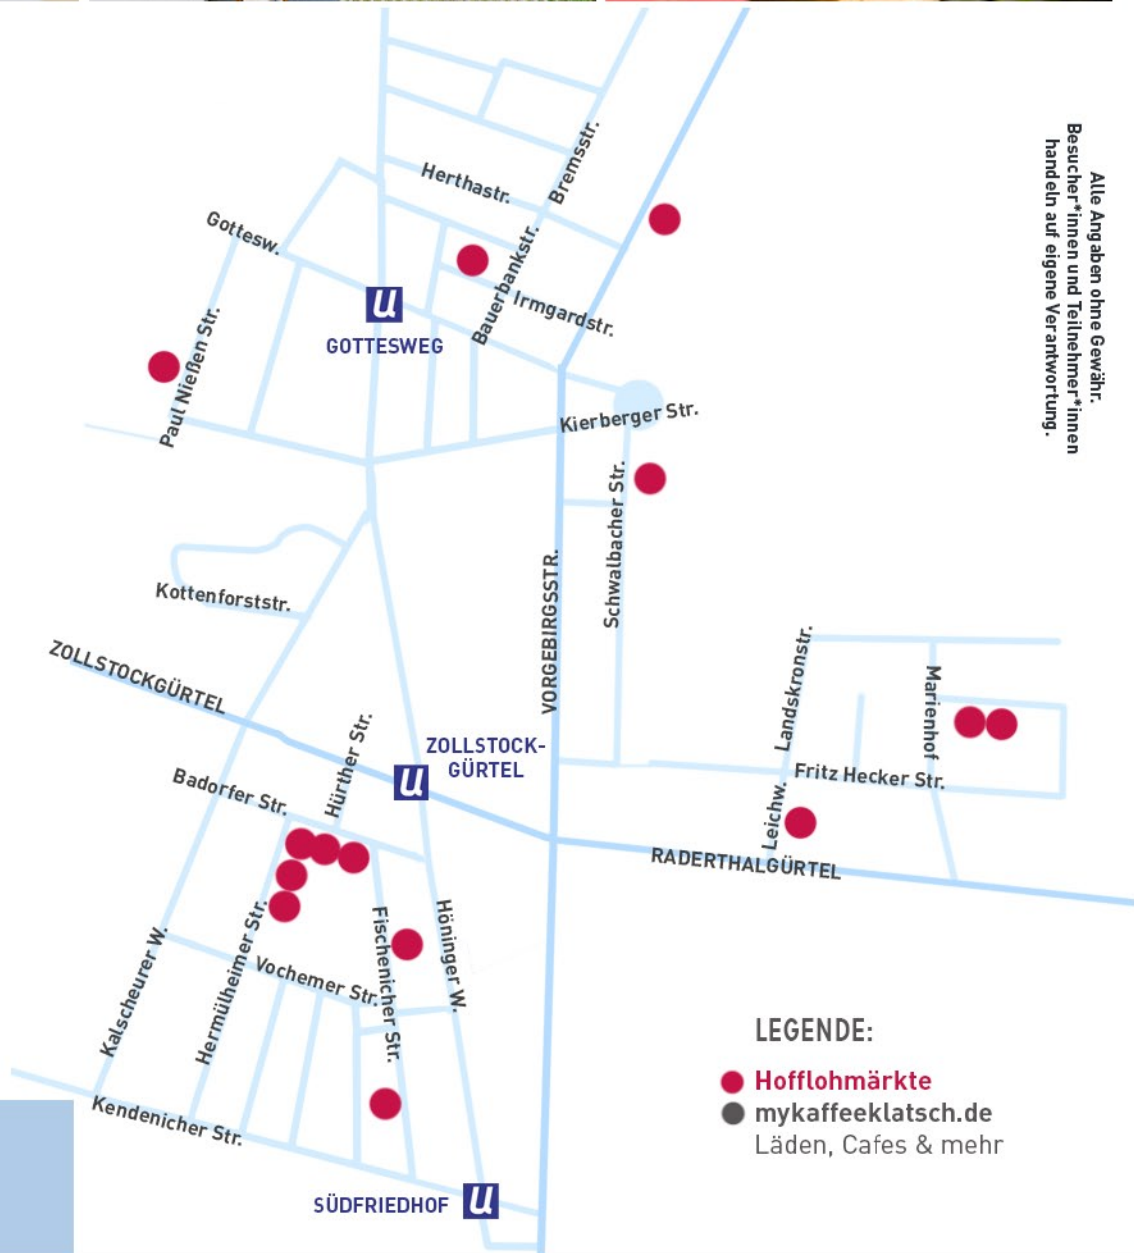 Bremsstr.
Herthastr.
Gottesw.
Bauerbankstr.
Irmgardstr.
U
GOTTESWEG
Paul Nießen Str.
Kierberger Str.
Schwalbacher Str.
VORGEBIRGSSTR.
Kottenforststr.
ZOLLSTOCKGÜRTEL
Hürther Str.
ZOLLSTOCK-
GÜRTEL
U
Badorfer Str.
Landskronstr.
Marienhof
Fritz Hecker Str.
Leichw.
RADERTHALGÜRTEL
Kalscheurer W.
Hermülheimer Str.
Vochemer Str.
Fischenicher Str.
Höninger W.
Kendenicher Str.
SÜDFRIEDHOF
U
Alle Angaben ohne Gewähr.
Besucher*innen und Teilnehmer*innen
handeln auf eigene Verantwortung.
LEGENDE:
Hofflohmärkte
mykaffeeklatsch.de
Läden, Cafes & mehr